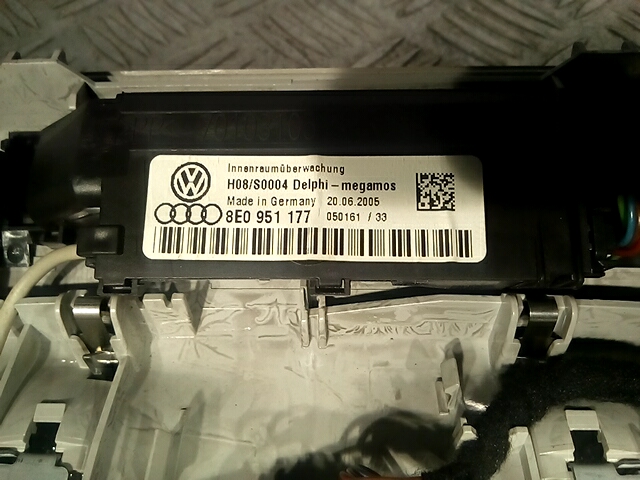 Innenraumüberwachung
H08/S0004 Delphi-megamos
Made in Germany 20.06.2005
8E0 951 177 050161 / 33